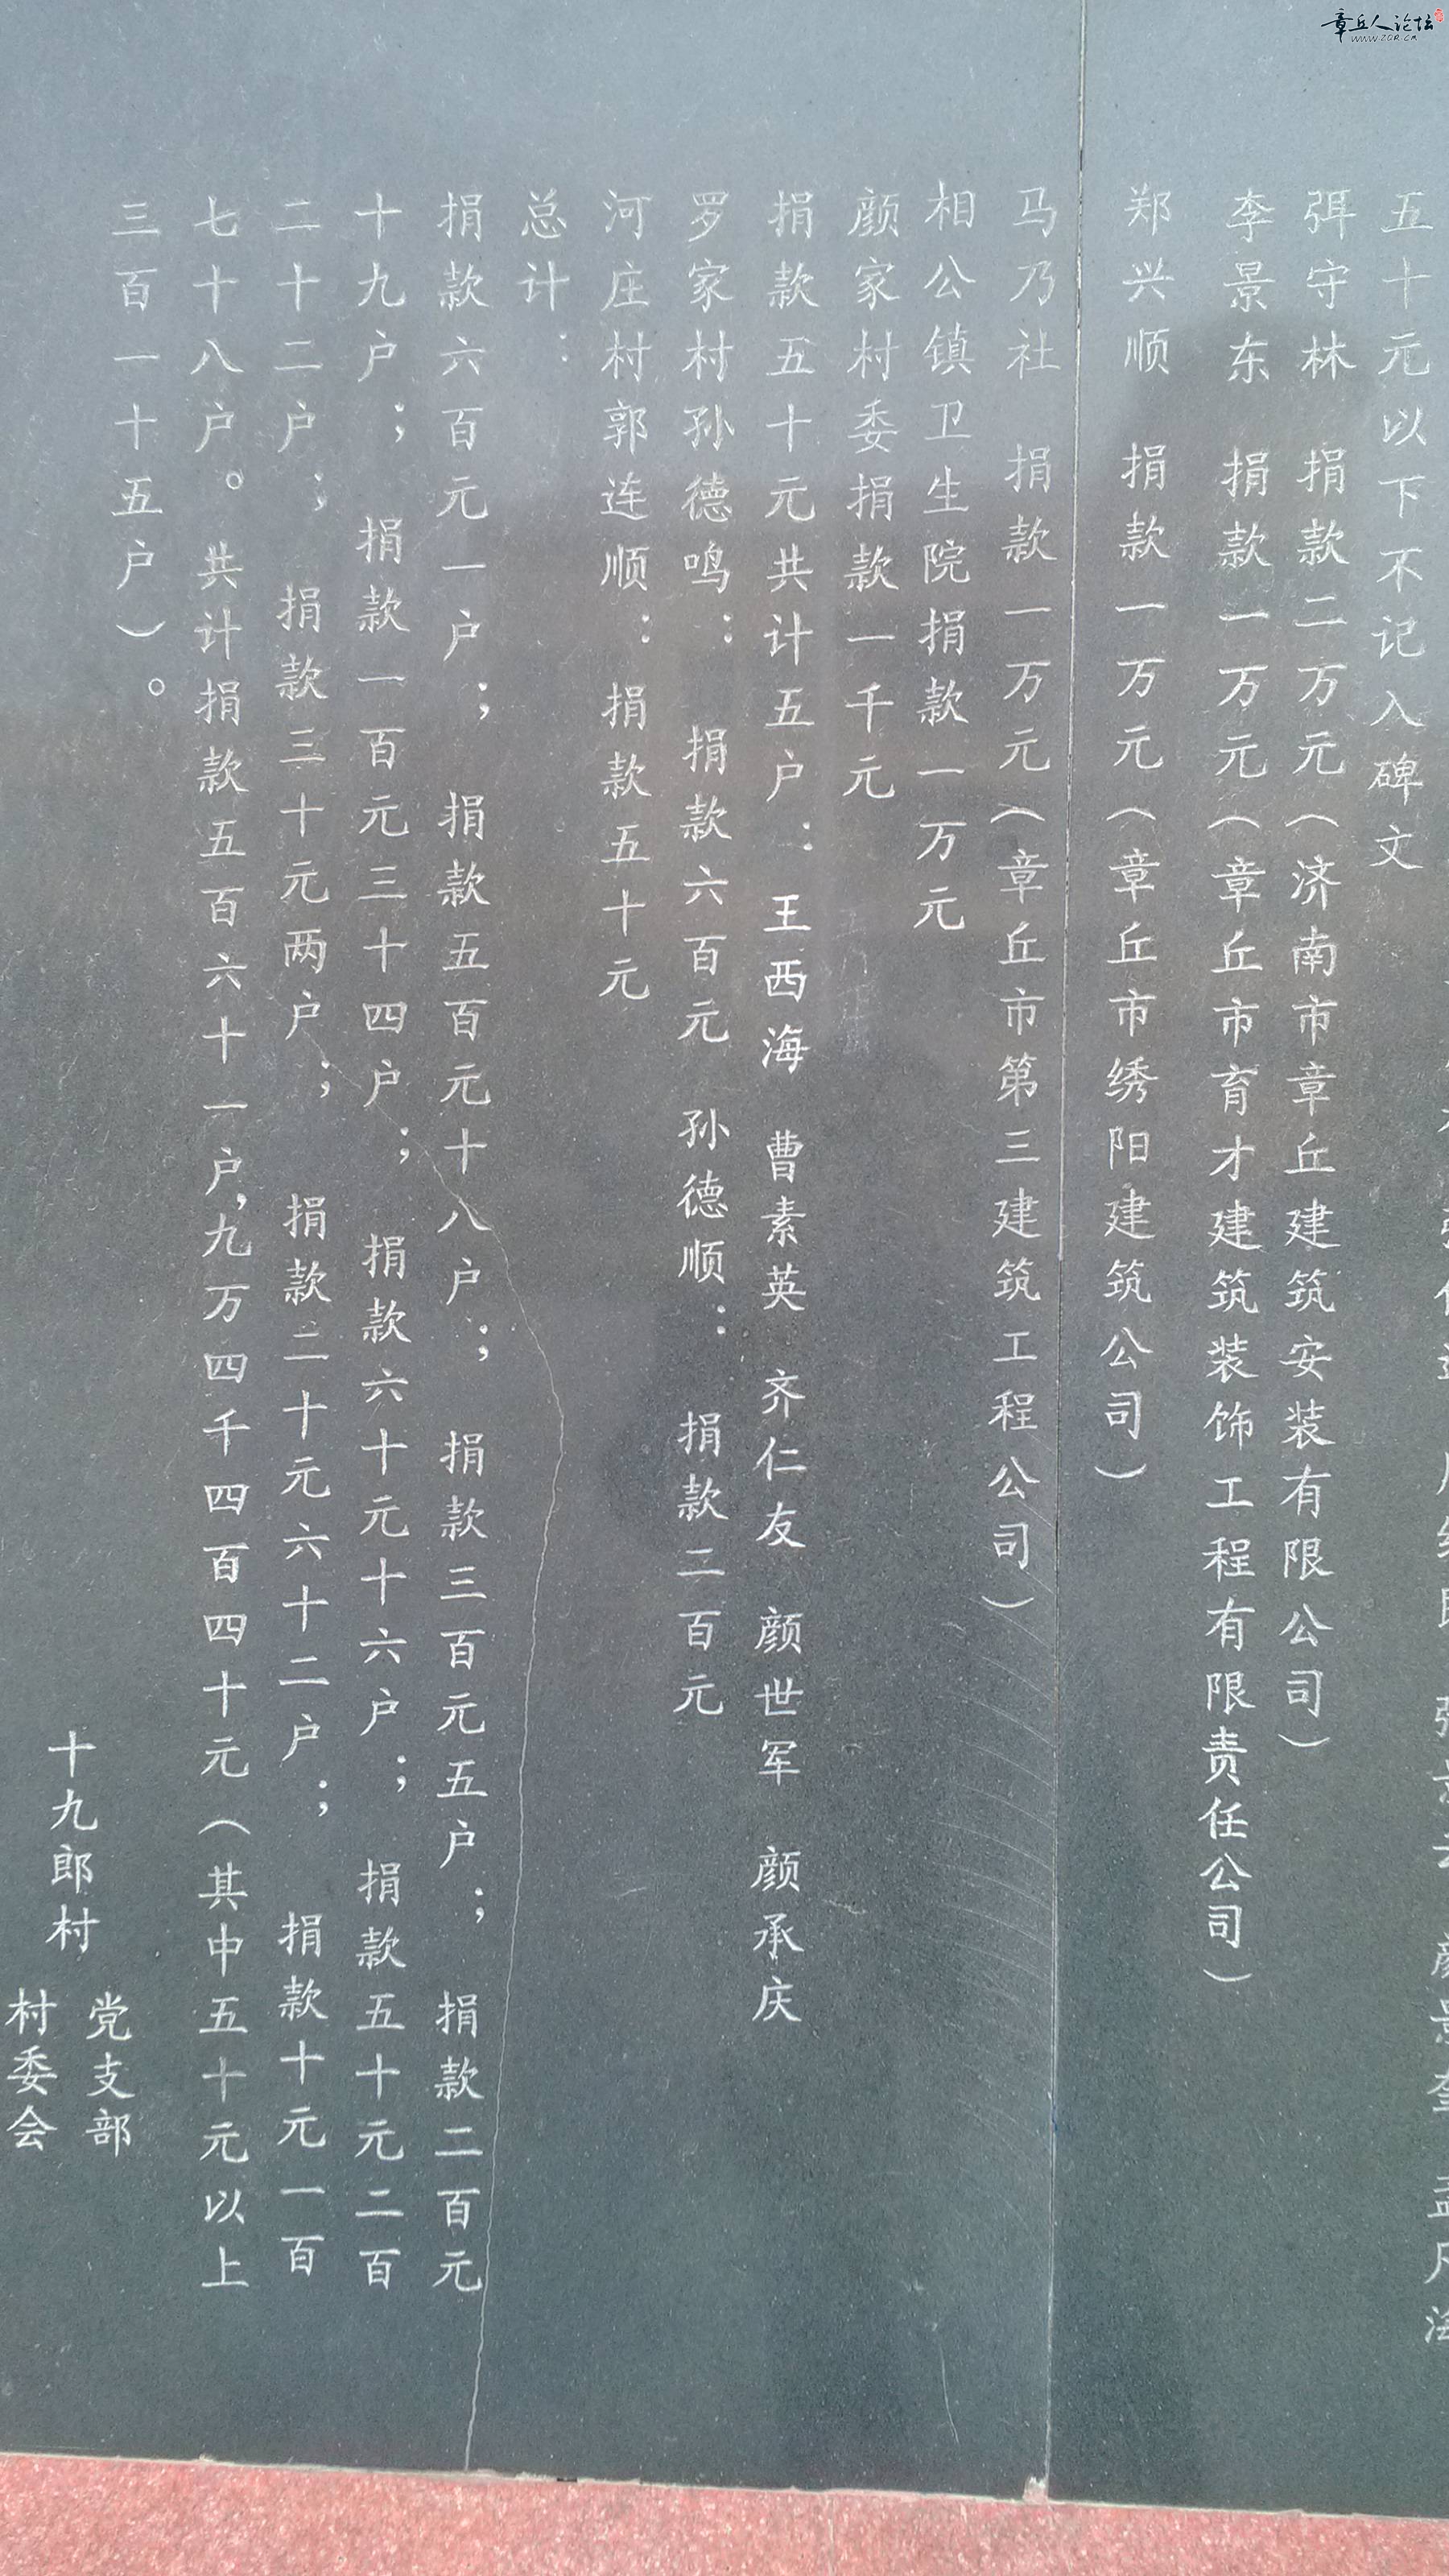 章丘人论坛
WWW.ZQR.CN
五十元以下不记入碑文
弭守林 捐款二万元（济南市章丘建筑安装有限公司）
李景东 捐款一万元（章丘市育才建筑装饰工程有限责任公司）
郑兴顺 捐款一万元（章丘市绣阳建筑公司）
马乃社 捐款一万元（章丘市第三建筑工程公司）
相公镇卫生院捐款一万元
颜家村委捐款一千元
捐款五十元共计五户：王西海 曹素英 齐仁友 颜世军 颜承庆
罗家村孙德鸣： 捐款六百元 孙德顺： 捐款二百元
河庄村郭连顺：捐款五十元
总计：
捐款六百元一户； 捐款五百元十八户； 捐款三百元五户； 捐款二百元
十九户； 捐款一百元三十四户； 捐款六十元十六户； 捐款五十元二百
二十二户； 捐款三十元两户； 捐款二十元六十二户； 捐款十元一百
七十八户。共计捐款五百六十一户,九万四千四百四十元（其中五十元以上
三百一十五户）。
十九郎村
党支部
村委会